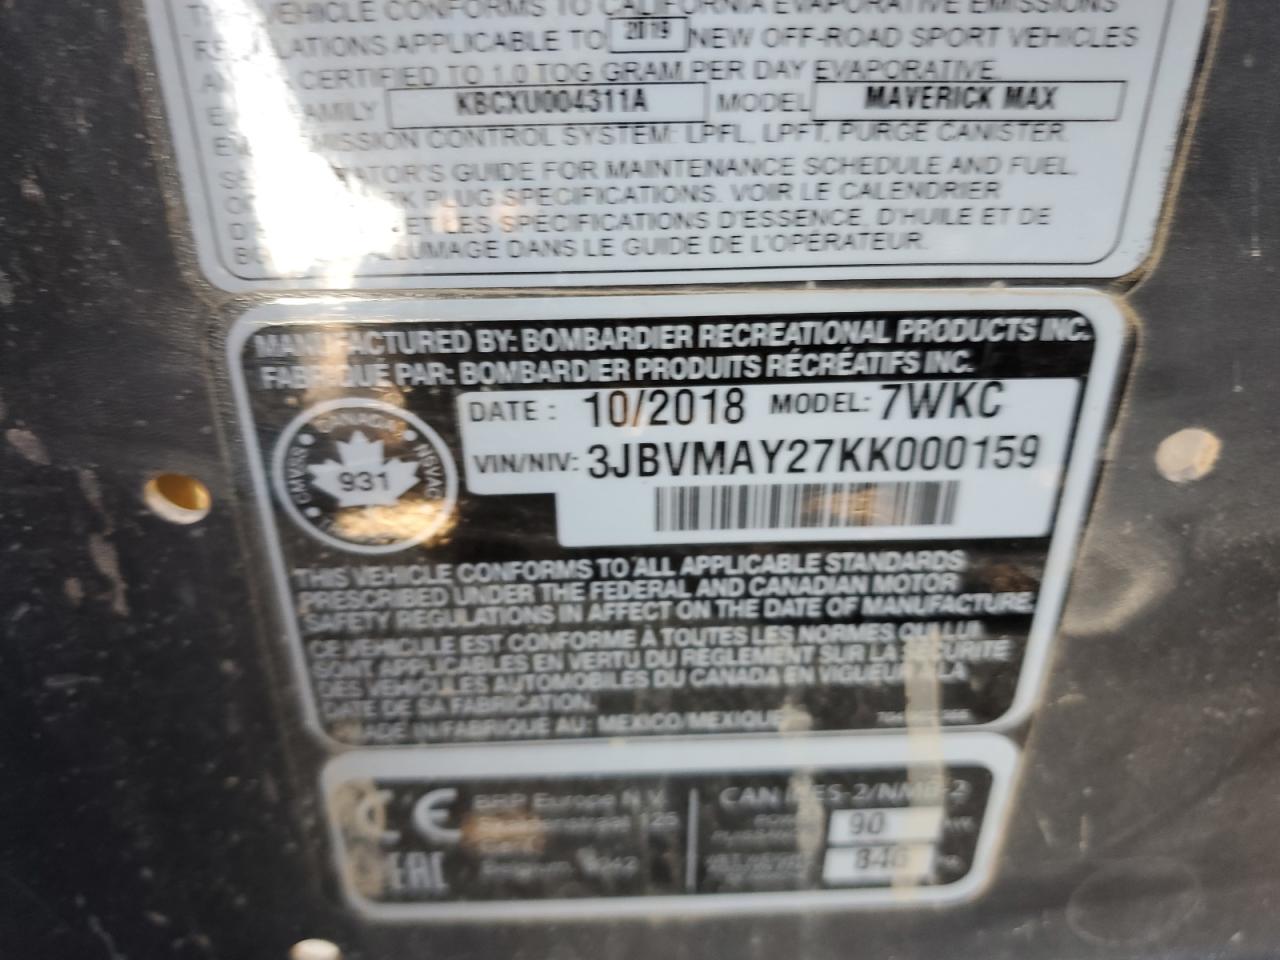 VEHICLE CONFORMS TO CALIFORNIA EVAPORATIVE EMISSIONS
APPLICABLE TO 2019 NEW OFF-ROAD SPORT VEHICLES
CERTIFIED TO 1.0 TOG GRAM PER DAY EVAPORATIVE
KBCXU004311A MODEL MAVERICK MAX
CONTROL SYSTEM: LPFL, LPFT, PURGE CANISTER
GUIDE FOR MAINTENANCE SCHEDULE AND FUEL,
PLUG SPECIFICATIONS. VOIR LE CALENDRIER
ET LES SPÉCIFICATIONS D'ESSENCE, D'HUILE ET DE
DANS LE GUIDE DE L'OPÉRATEUR.
MANUFACTURED BY: BOMBARDIER RECREATIONAL PRODUCTS INC.
FABRIQUÉ PAR: BOMBARDIER PRODUITS RÉCRÉATIFS INC.
CANADA
931
DATE : 10/2018 MODEL: 7WKC
VIN/NIV: 3JBVMAY27KK000159
THIS VEHICLE CONFORMS TO ALL APPLICABLE STANDARDS
PRESCRIBED UNDER THE FEDERAL AND CANADIAN MOTOR
SAFETY REGULATIONS IN AFFECT ON THE DATE OF MANUFACTURE.
CE VEHICULE EST CONFORME À TOUTES LES NORMES QUI LUI
SONT APPLICABLES EN VERTU DU RÈGLEMENT SUR LA SÉCURITÉ
DES VÉHICULES AUTOMOBILES DU CANADA EN VIGUEUR À LA
DATE DE SA FABRICATION.
MADE IN/FABRIQUE AU: MEXICO/MEXIQUE
CE
EAC
BRP Europe N.V.
125
Belgium
90